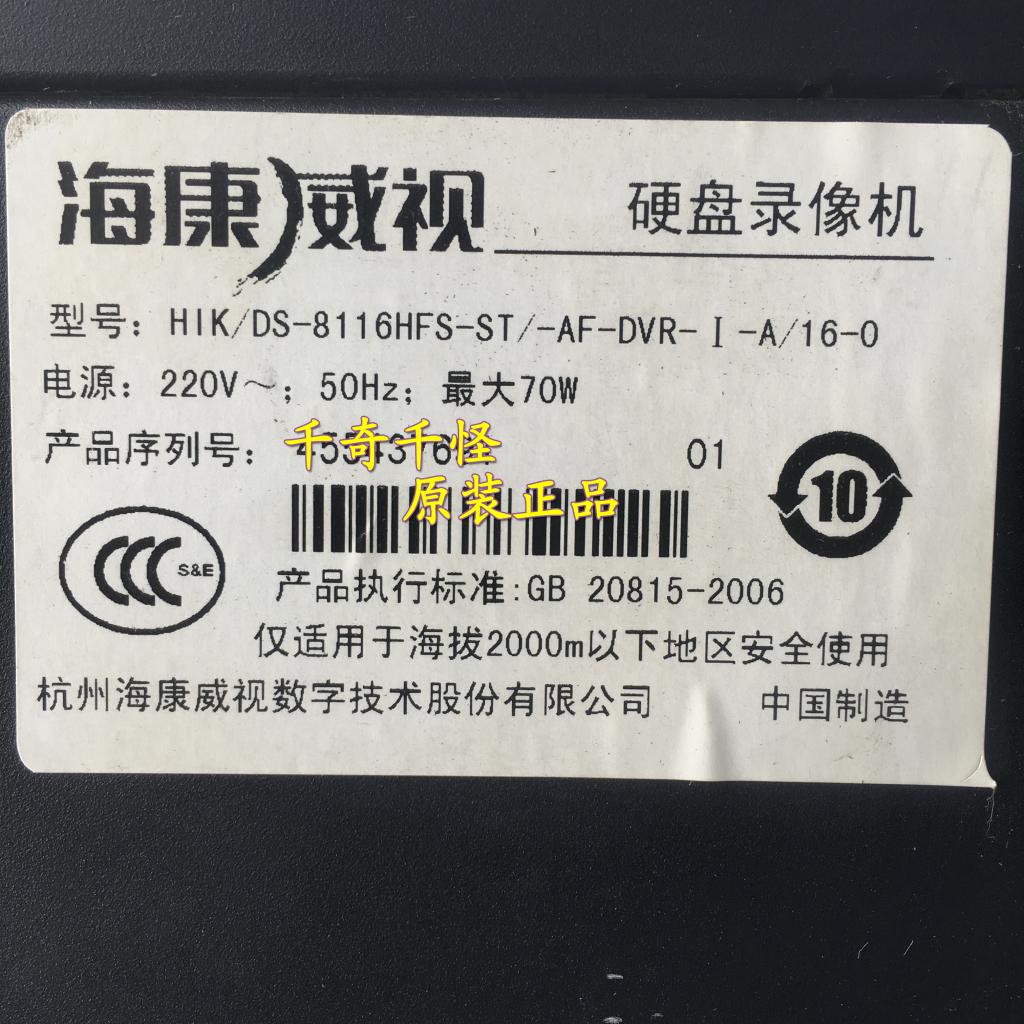 海康威视
硬盘录像机
型号：HIK/DS-8116HFS-ST/-AF-DVR-Ⅰ-A/16-0
电源：220V～；50Hz；最大70W
产品序列号：
01
千奇千怪
原装正品
10
CCC S&E
产品执行标准:GB 20815-2006
仅适用于海拔2000m以下地区安全使用
杭州海康威视数字技术股份有限公司
中国制造